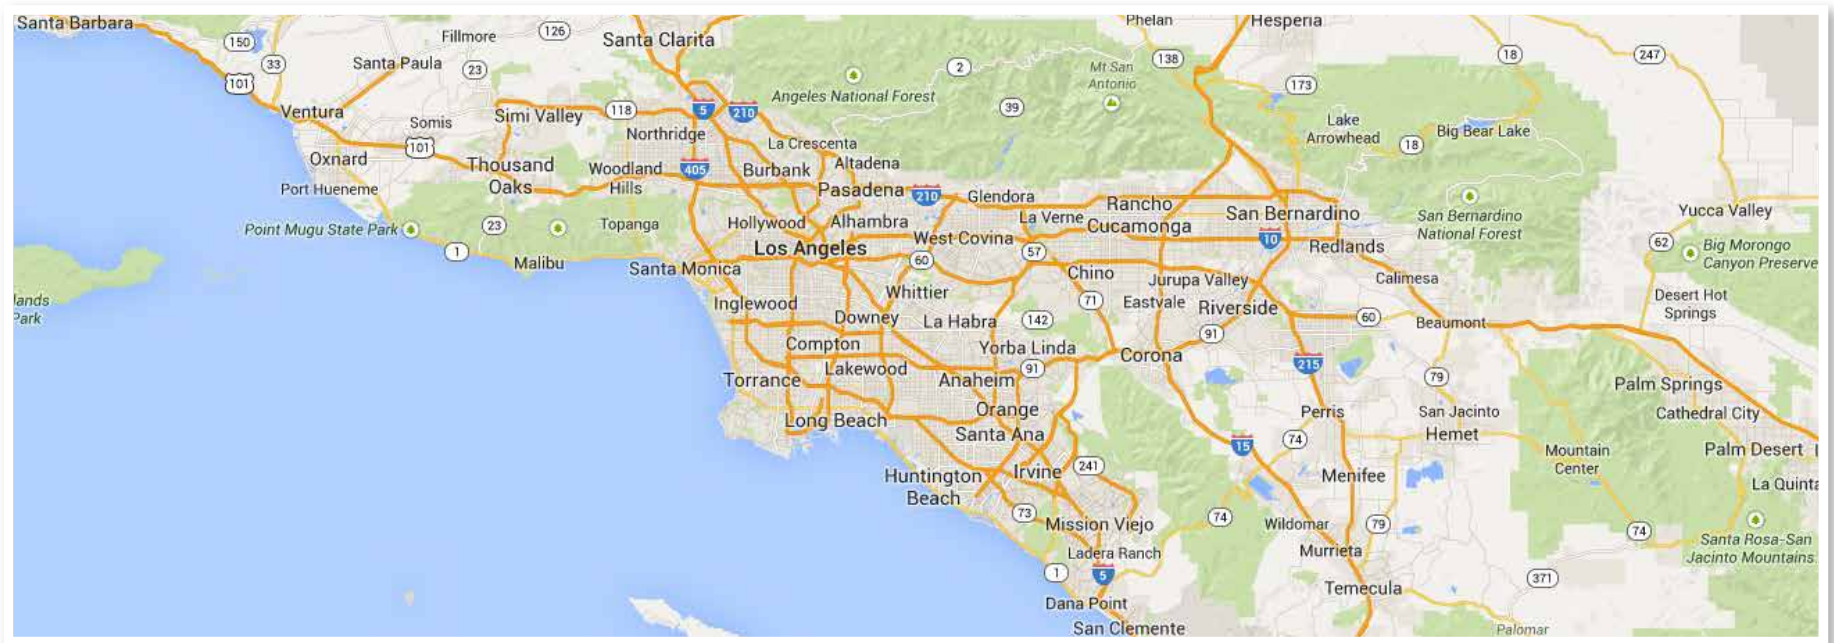 Santa Barbara
150
33
101
Fillmore
126
Santa Paula
23
Santa Clarita
Phelan
Hesperia
138
18
247
2
Mt San
Antonio
173
Angeles National Forest
39
Ventura
Somis
Simi Valley
118
5
210
Northridge
La Crescenta
Lake
Arrowhead
Big Bear Lake
18
101
Oxnard
Thousand
Oaks
Woodland
Hills
405
Burbank
Altadena
Port Hueneme
Pasadena
210
Glendora
Rancho
Cucamonga
San Bernardino
San Bernardino
National Forest
Yucca Valley
Point Mugu State Park
23
Topanga
Hollywood
Alhambra
La Verne
West Covina
Los Angeles
10
Redlands
62
Big Morongo
Canyon Preserve
1
Malibu
Santa Monica
60
57
Chino
Jurupa Valley
Calimesa
lands
Park
Inglewood
Whittier
71
Eastvale
Riverside
Desert Hot
Springs
Downey
La Habra
142
91
60
Beaumont
Compton
Yorba Linda
Corona
Lakewood
91
215
Torrance
Anaheim
79
Palm Springs
Long Beach
Orange
Perris
San Jacinto
Cathedral City
Santa Ana
15
74
Hemet
Mountain
Center
Palm Desert
Huntington
Beach
Irvine
241
Menifee
La Quinta
73
Mission Viejo
74
Wildomar
79
74
Santa Rosa-San
Jacinto Mountains
Ladera Ranch
Murrieta
1
5
371
Temecula
Dana Point
San Clemente
Palomar